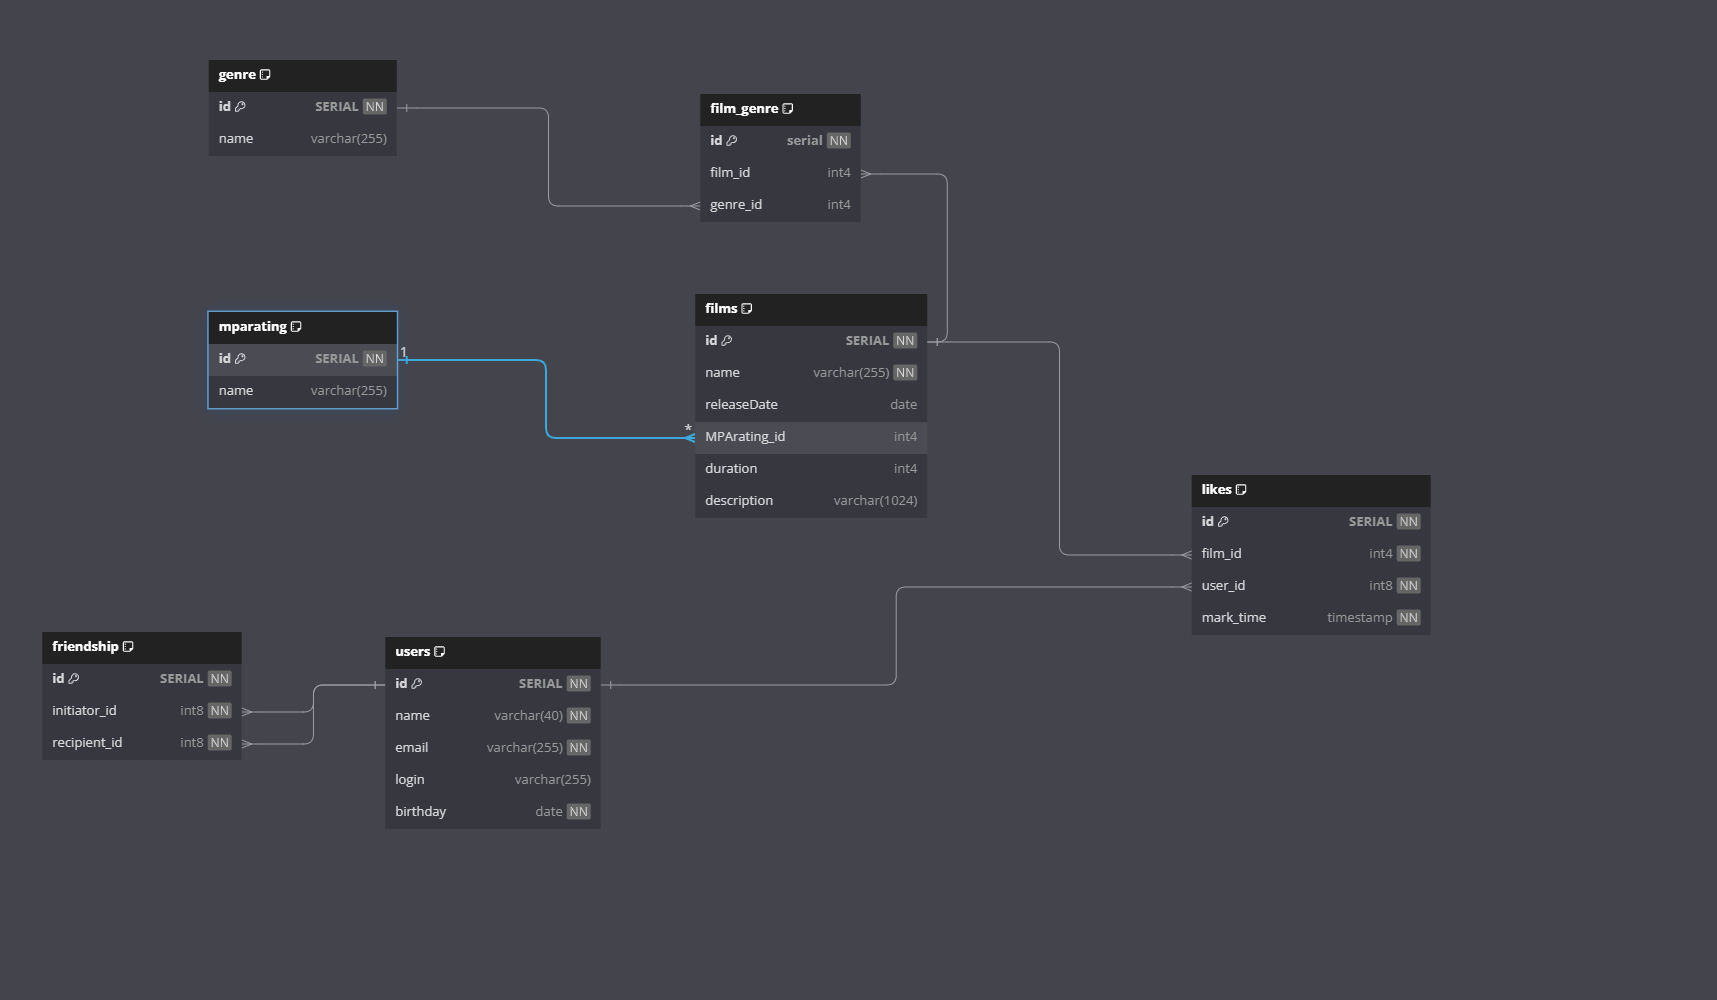 genre
id SERIAL NN
name varchar(255)
film_genre
id serial NN
film_id int4
genre_id int4
mparating
id SERIAL NN
name varchar(255)
1
*
films
id SERIAL NN
name varchar(255) NN
releaseDate date
MPArating_id int4
duration int4
description varchar(1024)
likes
id SERIAL NN
film_id int4 NN
user_id int8 NN
mark_time timestamp NN
friendship
id SERIAL NN
initiator_id int8 NN
recipient_id int8 NN
users
id SERIAL NN
name varchar(40) NN
email varchar(255) NN
login varchar(255)
birthday date NN